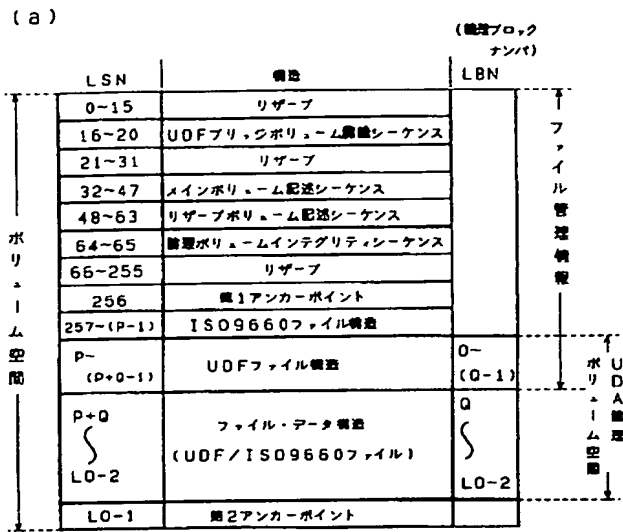 (a)
(論理ブロック
ナンバ)
LSN 構造 LBN
0~15 リザーブ
16~20 UDFブリッジボリューム認識シーケンス
21~31 リザーブ
32~47 メインボリューム記述シーケンス
48~63 リザーブボリューム記述シーケンス
64~65 論理ボリュームインテグリティシーケンス
66~255 リザーブ
256 第1アンカーポイント
257~(P-1) ISO9660ファイル構造
P~
(P+Q-1) UDFファイル構造 0~
(Q-1)
P+Q
∫
LO-2 ファイル・データ構造
(UDF/ISO9660ファイル) Q
∫
LO-2
LO-1 第2アンカーポイント
ボリューム空間
ファイル管理情報
UDA論理
ボリューム空間